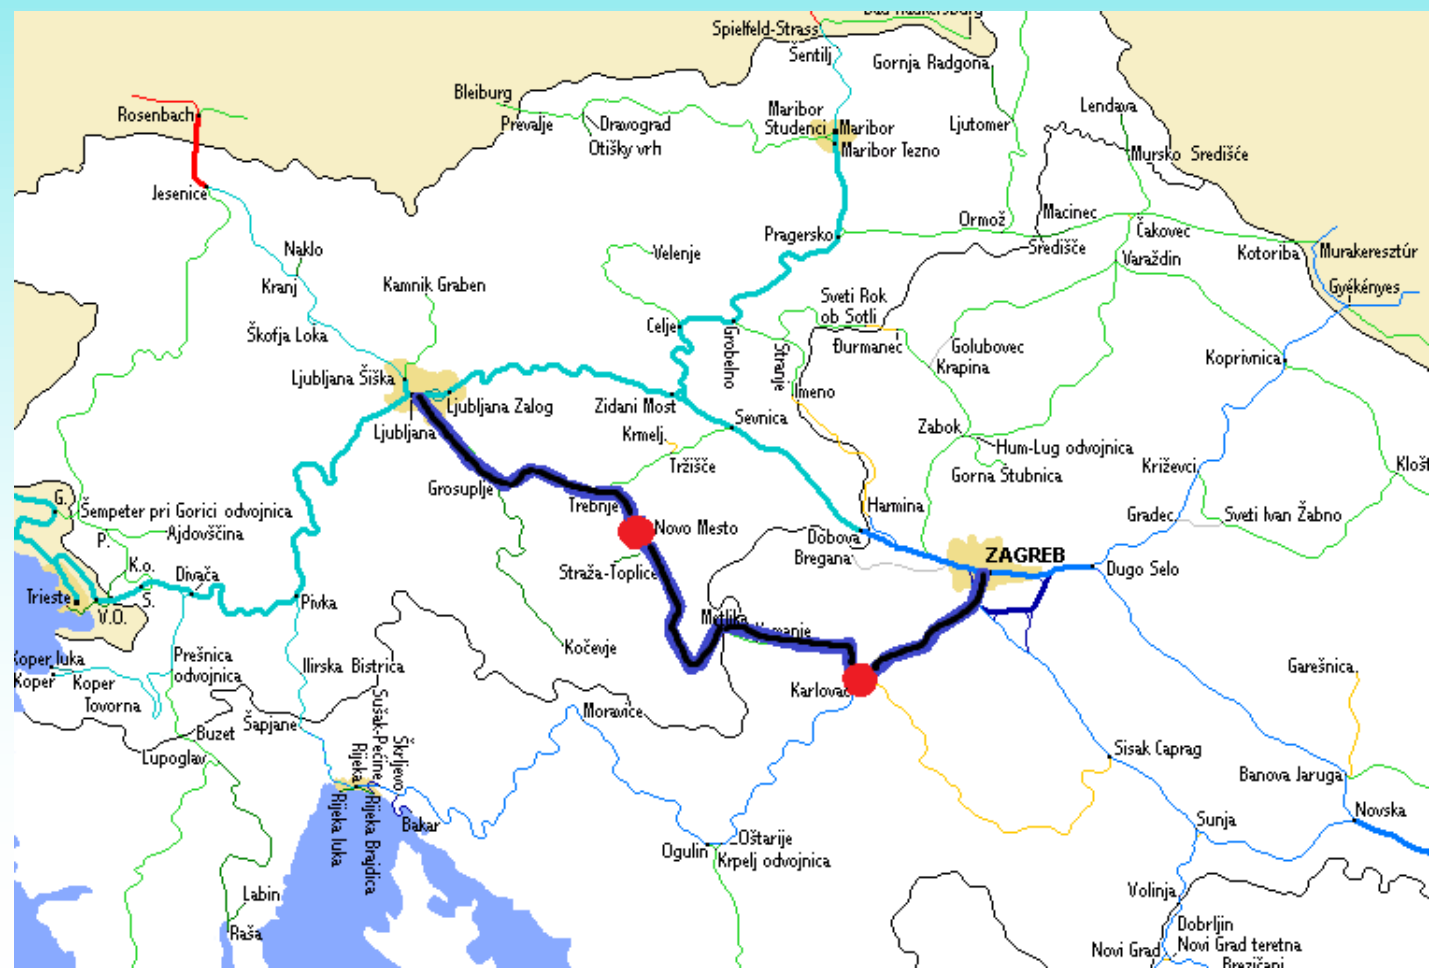 Spielfeld-Strass
Šentilj
Gornja Radgona
Bleiburg
Rosenbach
Prevalje
Dravograd
Otišky vrh
Maribor
Studenci
Maribor
Maribor Tezno
Ljutomer
Lendava
Mursko Središče
Jesenice
Pragersko
Ormož
Macinec
Središče
Čakovec
Kotoriba
Murakeresztúr
Gyékényes
Varaždin
Naklo
Kranj
Kamnik Graben
Velenje
Škofja Loka
Celje
Grobelno
Stranje
Sveti Rok
ob Sotli
Đurmanec
Golubovec
Krapina
Koprivnica
Ljubljana Šiška
Ljubljana Zalog
Ljubljana
Zidani Most
Imeno
Sevnica
Krmelj
Tržišče
Zabok
Hum-Lug odvojnica
Gorna Stubnica
Križevci
Klošt
Grosuplje
Trebnje
Novo Mesto
Straža-Toplice
Harmina
Dobova
Bregana
ZAGREB
Gradec
Sveti Ivan Žabno
Dugo Selo
G.
Šempeter pri Gorici odvojnica
Ajdovščina
P.
K.o.
S.
Divača
Trieste
V.O.
Pivka
Metlika
Kočevje
Koper luka
Koper
Koper
Tovorna
Prešnica
odvojnica
Ilirska Bistrica
Šapjane
Buzet
Lupoglav
Sušak-Pećine
Škrljevo
Rijeka
Rijeka luka
Rijeka Brajdica
Bakar
Moravice
Karlovac
Garešnica
Sisak Caprag
Banova Jaruga
Novska
Sunja
Oštarije
Ogulin
Krpelj odvojnica
Labin
Raša
Volinja
Dobrljin
Novi Grad
Novi Grad teretna
Brezičani